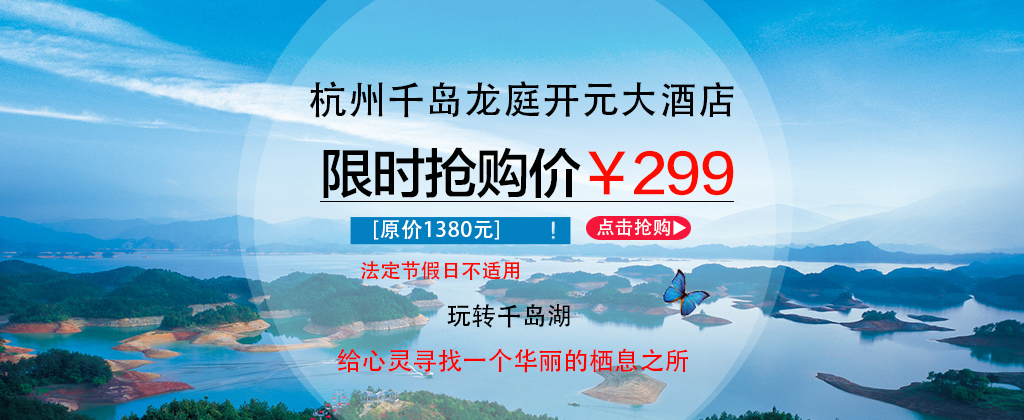 杭州千岛龙庭开元大酒店
限时抢购价￥299
[原价1380元] ! 点击抢购
法定节假日不适用
玩转千岛湖
给心灵寻找一个华丽的栖息之所